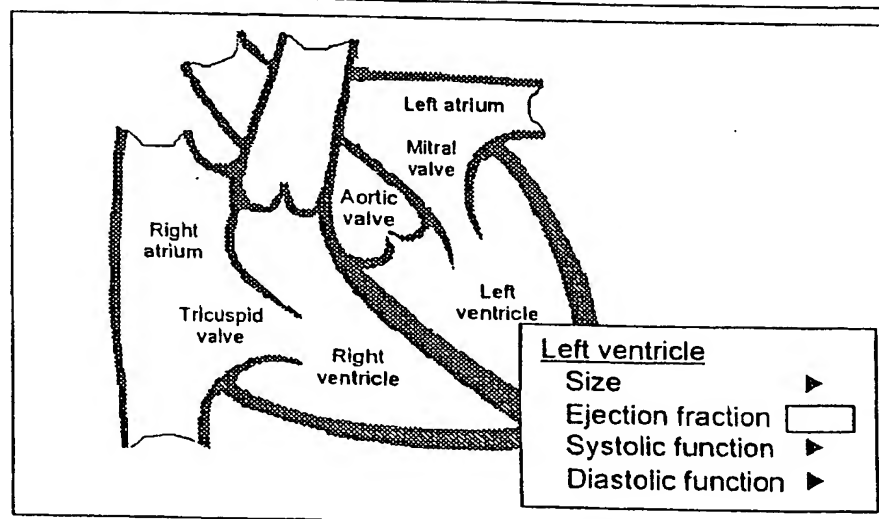 Left atrium
Mitral
valve
Aortic
valve
Right
atrium
Left
ventricle
Tricuspid
valve
Right
ventricle
Left ventricle
Size
Ejection fraction
Systolic function
Diastolic function